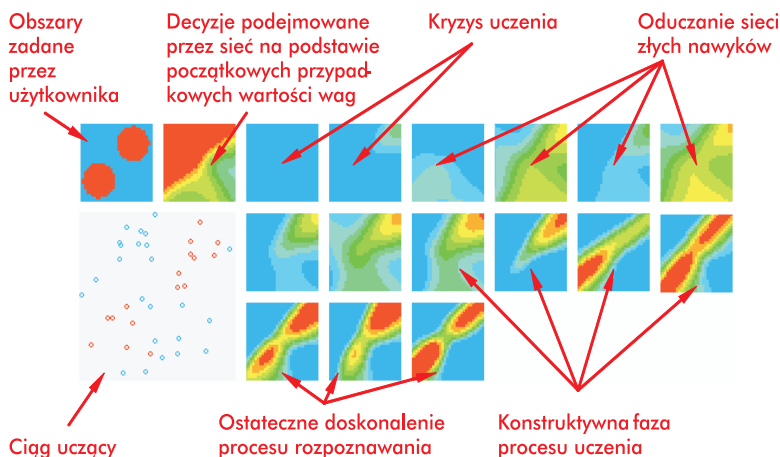 Obszary
zadane
przez
użytkownika
Decyzje podejmowane
przez sieć na podstawie
początkowych przypad-
kowych wartości wag
Kryzys uczenia
Oduczanie sieci
złych nawyków
Ciąg uczący
Ostateczne doskonalenie
procesu rozpoznawania
Konstruktywna faza
procesu uczenia